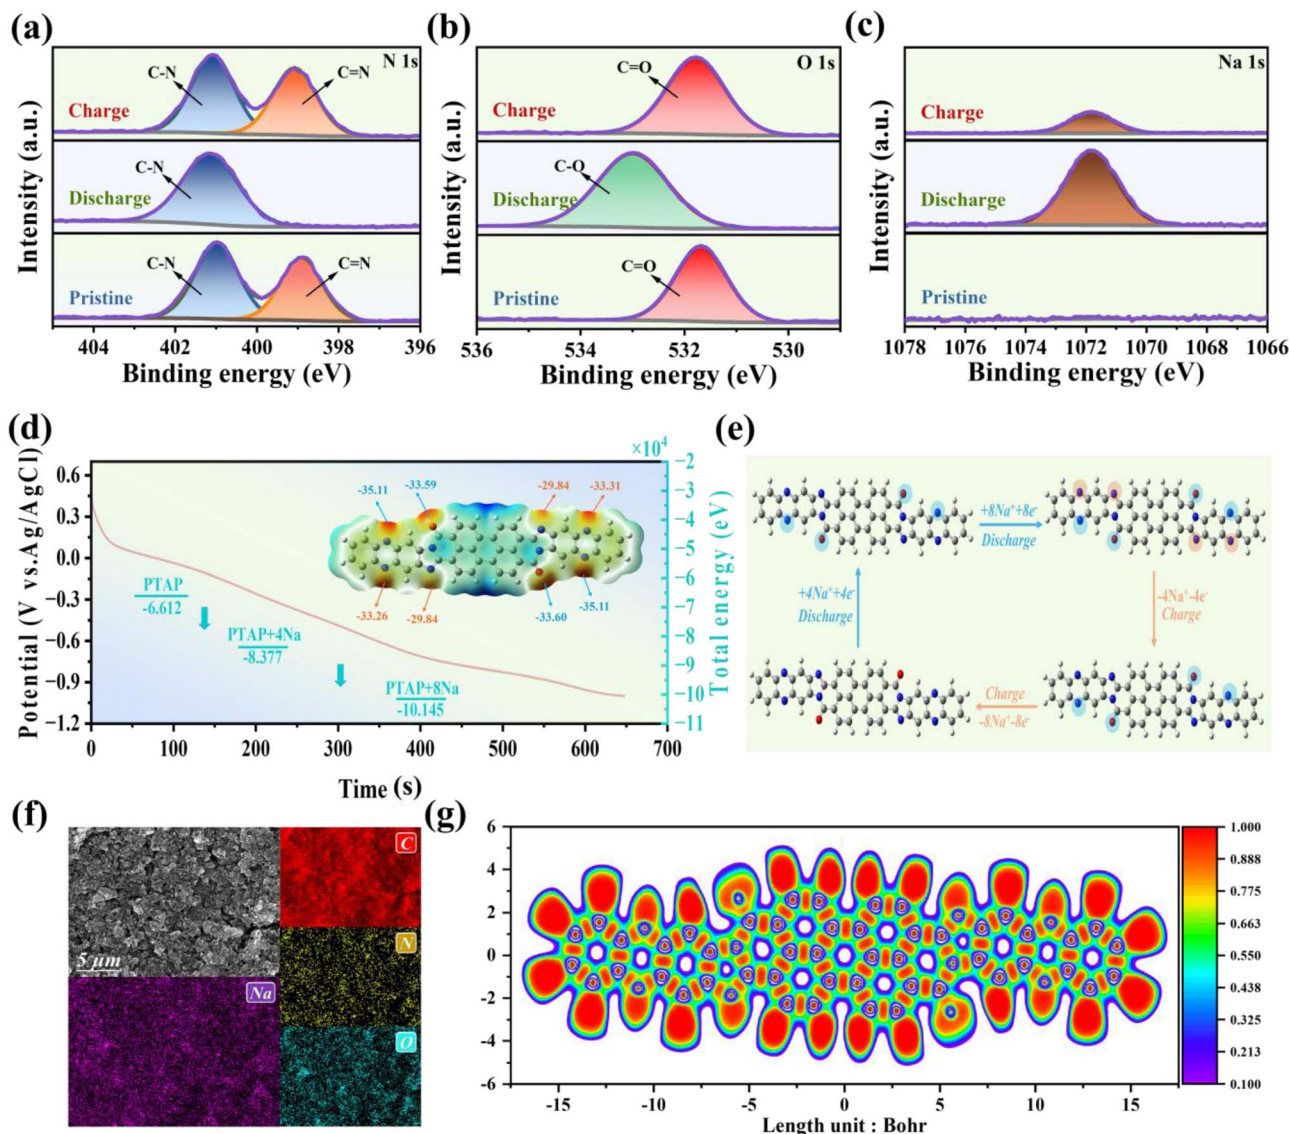 (a)
N 1s
C-N
C=N
Charge
C-N
Discharge
C-N
C=N
Pristine
Intensity (a.u.)
404 402 400 398 396
Binding energy (eV)
(b)
O 1s
C=O
Charge
C-O
Discharge
C=O
Pristine
Intensity (a.u.)
536 534 532 530
Binding energy (eV)
(c)
Na 1s
Charge
Discharge
Pristine
Intensity (a.u.)
1078 1076 1074 1072 1070 1068 1066
Binding energy (eV)
(d)
×10⁴
0.6
0.3
0.0
−0.3
−0.6
−0.9
−1.2
Potential (V vs.Ag/AgCl)
-35.11
-33.59
-29.84
-33.31
-33.26
-29.84
-33.60
-35.11
PTAP
-6.612
PTAP+4Na
-8.377
PTAP+8Na
-10.145
−2
−3
−4
−5
−6
−7
−8
−9
−10
−11
Total energy (eV)
0 100 200 300 400 500 600 700
Time (s)
(e)
+8Na⁺+8e⁻
Discharge
+4Na⁺+4e⁻
Discharge
-4Na⁺-4e⁻
Charge
Charge
-8Na⁺-8e⁻
(f)
5 μm
C
N
Na
O
(g)
6
4
2
0
-2
-4
-6
-15 -10 -5 0 5 10 15
Length unit : Bohr
1.000
0.888
0.775
0.663
0.550
0.438
0.325
0.213
0.100